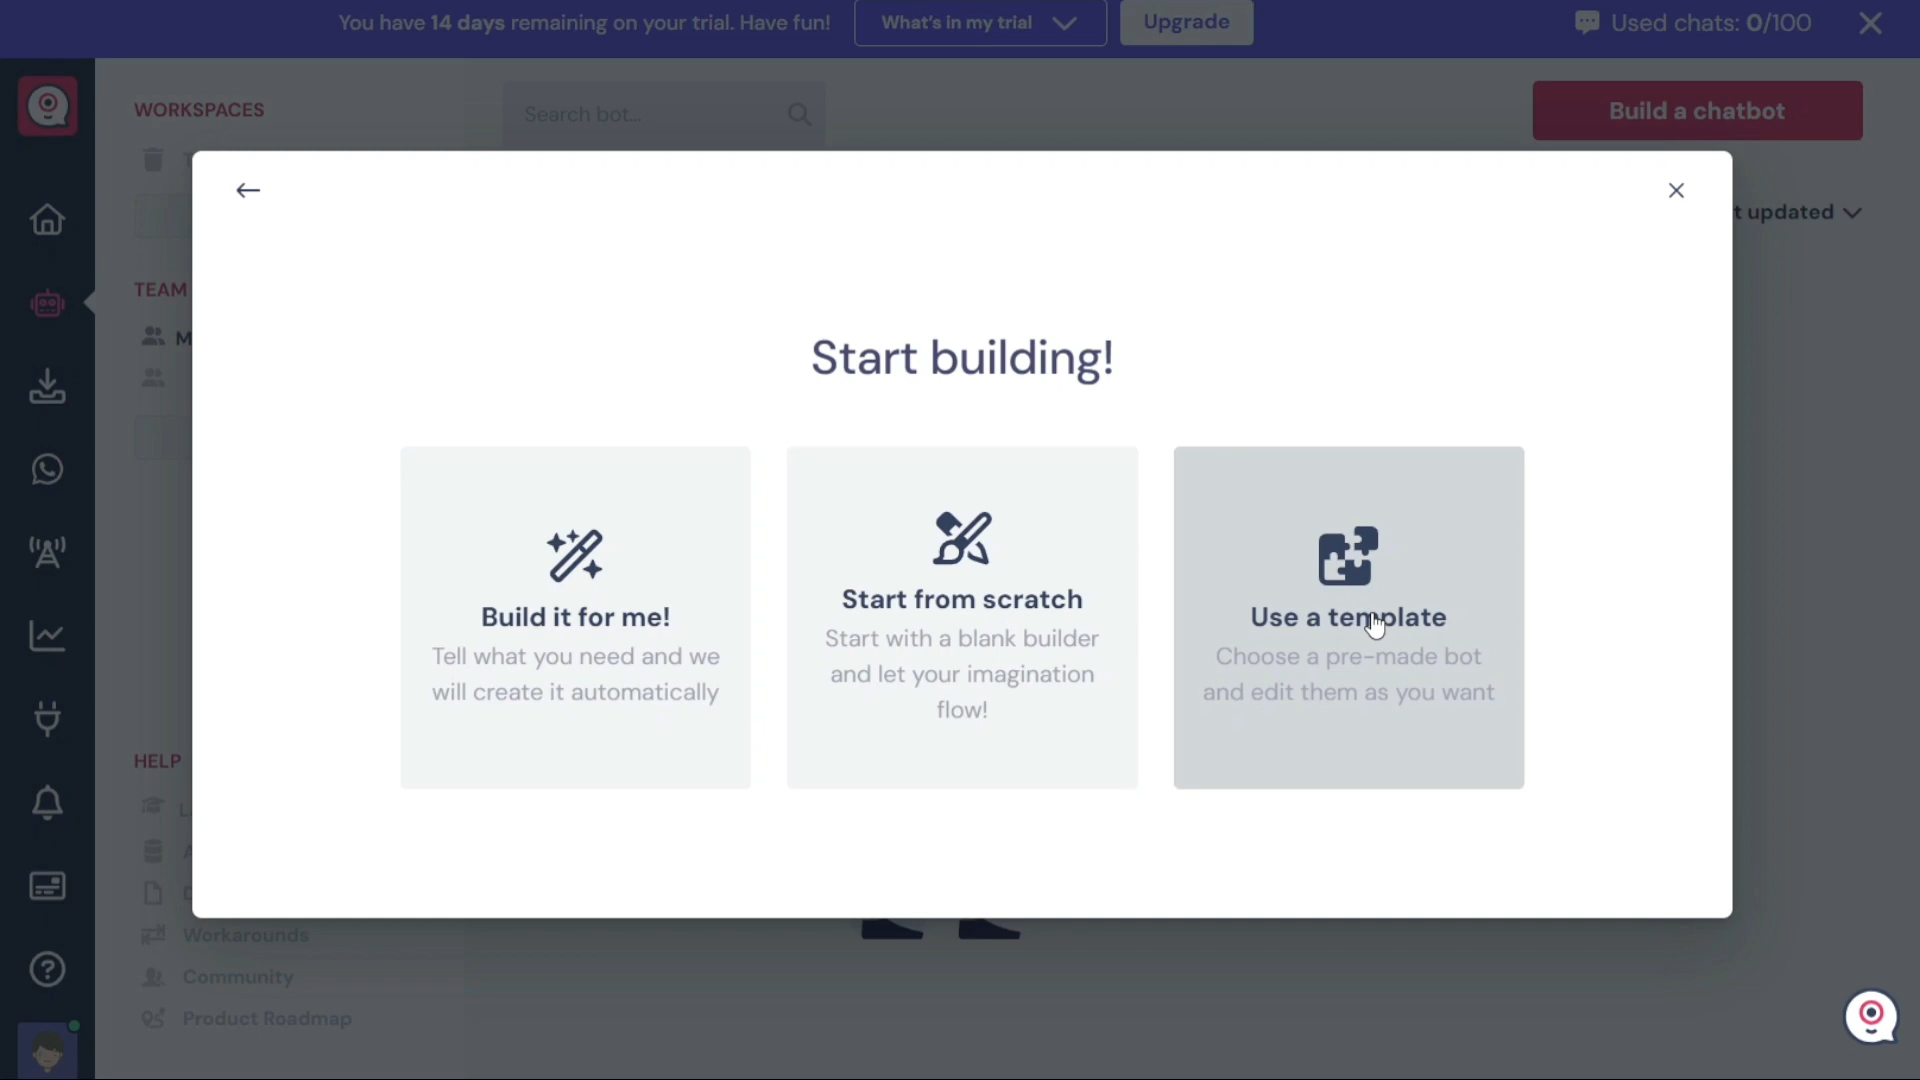 You have 14 days remaining on your trial. Have fun!
What's in my trial
Upgrade
Used chats: 0/100
WORKSPACES
Search bot...
Build a chatbot
t updated
TEAM
M
Start building!
Build it for me!
Tell what you need and we
will create it automatically
Start from scratch
Start with a blank builder
and let your imagination
flow!
Use a template
Choose a pre-made bot
and edit them as you want
HELP
Workarounds
Community
Product Roadmap